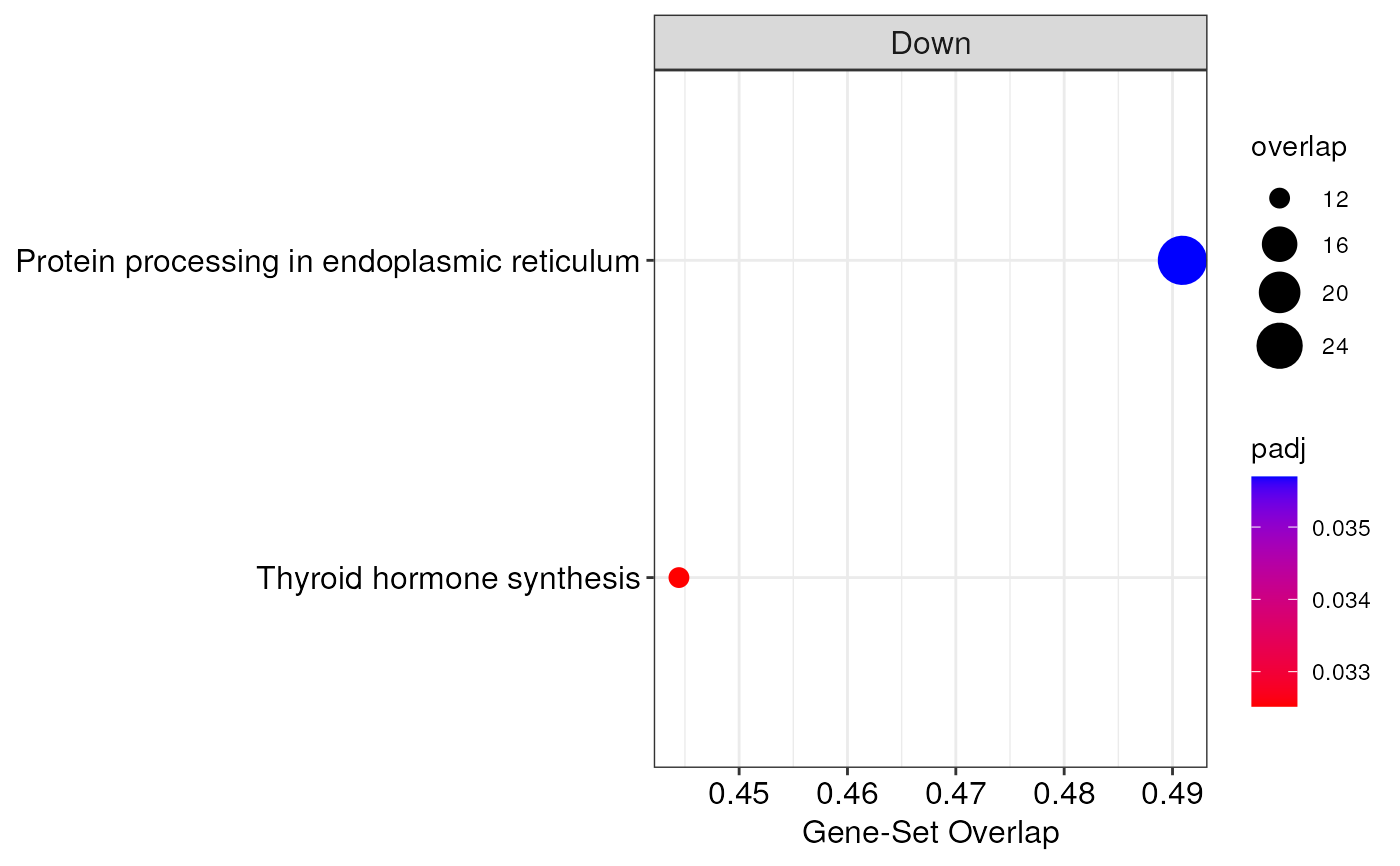 Down
Protein processing in endoplasmic reticulum
Thyroid hormone synthesis
0.45 0.46 0.47 0.48 0.49
Gene-Set Overlap
overlap
12
16
20
24
padj
0.035
0.034
0.033